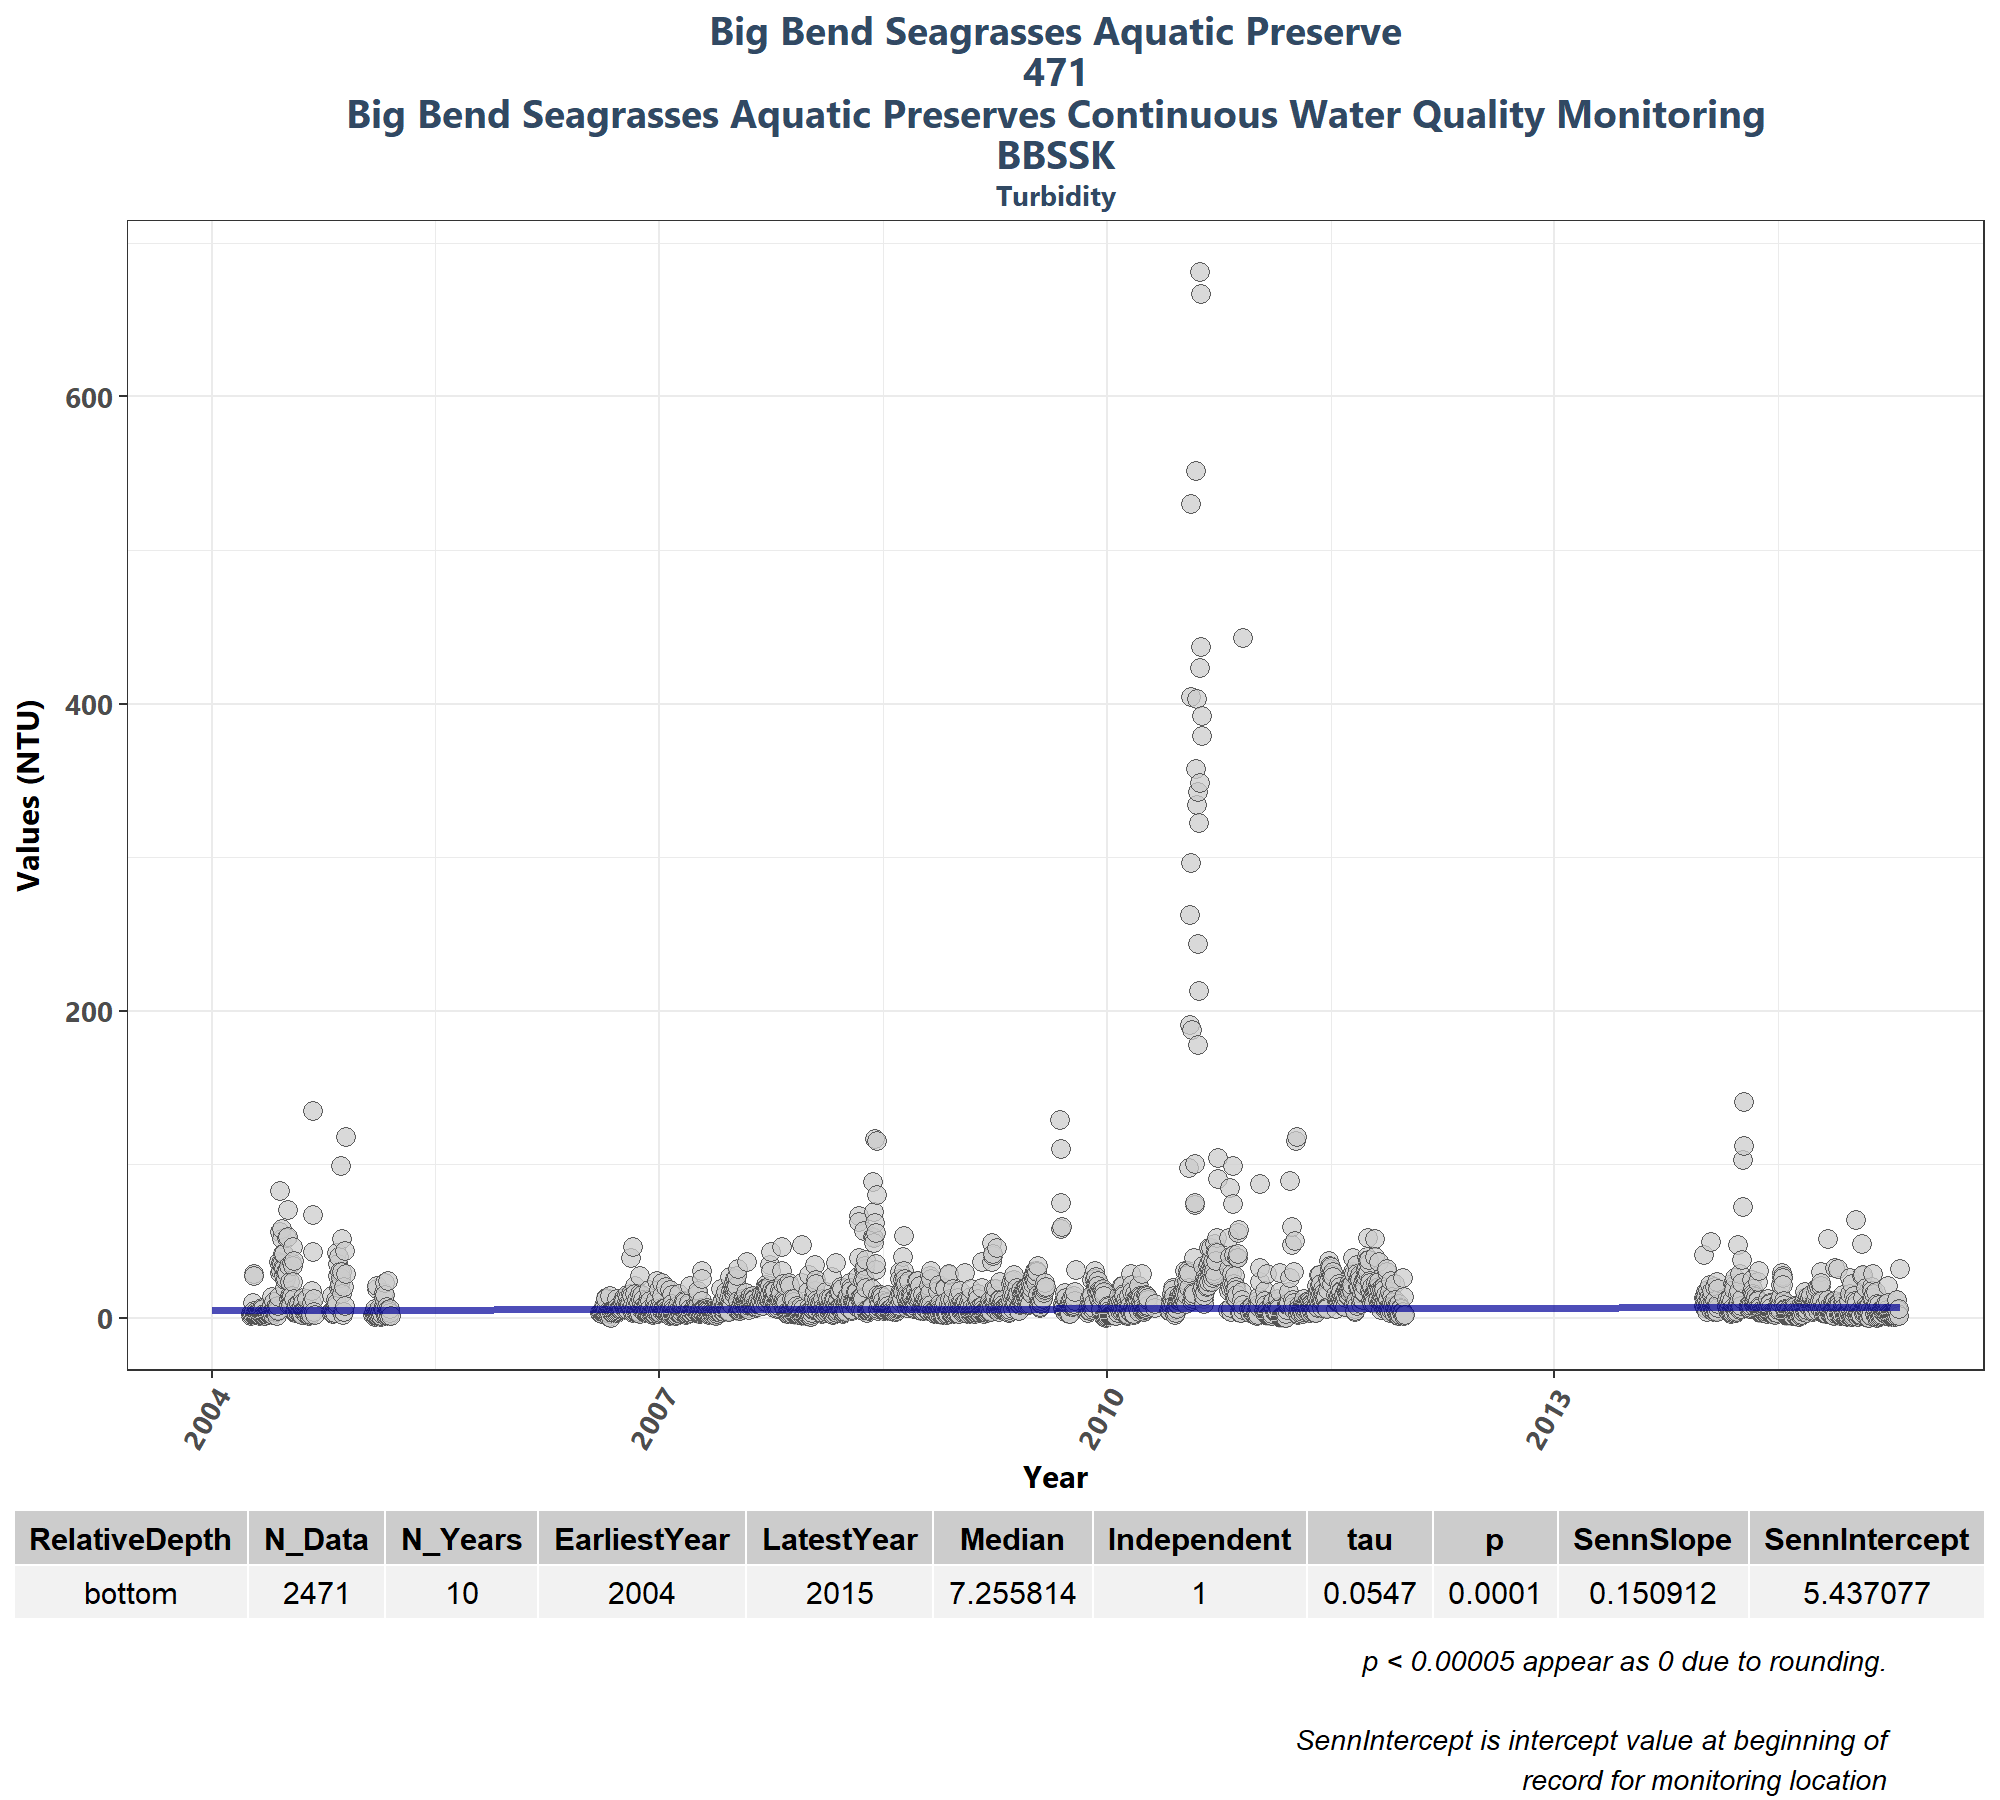 Big Bend Seagrasses Aquatic Preserve
471
Big Bend Seagrasses Aquatic Preserves Continuous Water Quality Monitoring
BBSSK
Turbidity
Values (NTU)
600
400
200
0
2004
2007
2010
2013
Year
RelativeDepth N_Data N_Years EarliestYear LatestYear Median Independent tau p SennSlope SennIntercept
bottom 2471 10 2004 2015 7.255814 1 0.0547 0.0001 0.150912 5.437077
p < 0.00005 appear as 0 due to rounding.
SennIntercept is intercept value at beginning of
record for monitoring location